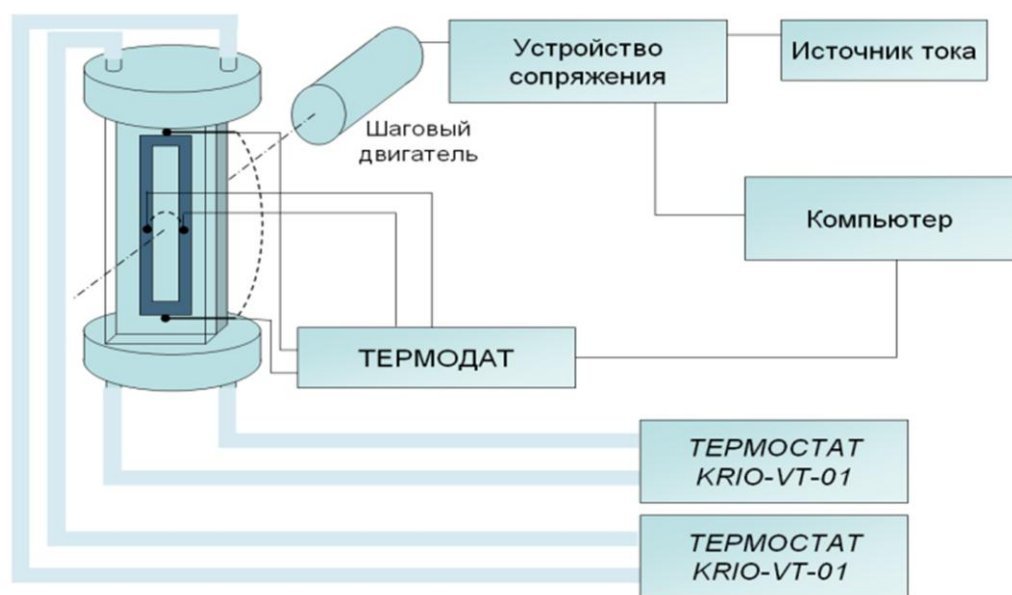 Устройство
сопряжения
Источник тока
Шаговый
двигатель
Компьютер
ТЕРМОДАТ
ТЕРМОСТАТ
KRIO-VT-01
ТЕРМОСТАТ
KRIO-VT-01